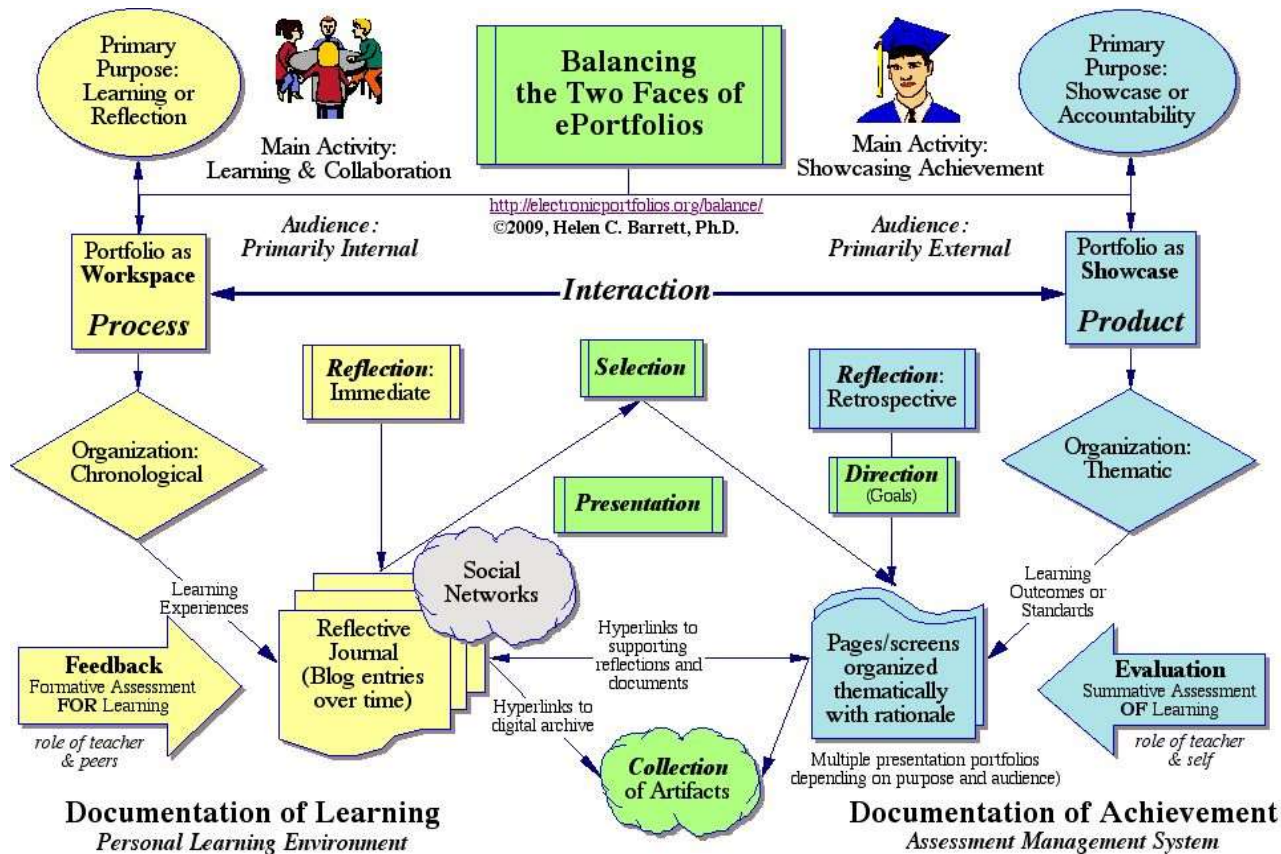 Primary
Purpose:
Learning or
Reflection
Main Activity:
Learning & Collaboration
Balancing
the Two Faces of
ePortfolios
Main Activity:
Showcasing Achievement
Primary
Purpose:
Showcase or
Accountability
http://electronicportfolios.org/balance/
©2009, Helen C. Barrett, Ph.D.
Audience:
Primarily Internal
Audience:
Primarily External
Portfolio as
Workspace
Process
Interaction
Portfolio as
Showcase
Product
Reflection:
Immediate
Selection
Reflection:
Retrospective
Organization:
Chronological
Presentation
Direction
(Goals)
Organization:
Thematic
Learning
Experiences
Social
Networks
Learning
Outcomes or
Standards
Feedback
Formative Assessment
FOR Learning
role of teacher
& peers
Reflective
Journal
(Blog entries
over time)
Hyperlinks to
supporting
reflections and
documents
Hyperlinks to
digital archive
Pages/screens
organized
thematically
with rationale
Evaluation
Summative Assessment
OF Learning
role of teacher
& self
Collection
of Artifacts
Multiple presentation portfolios
depending on purpose and audience)
Documentation of Learning
Personal Learning Environment
Documentation of Achievement
Assessment Management System